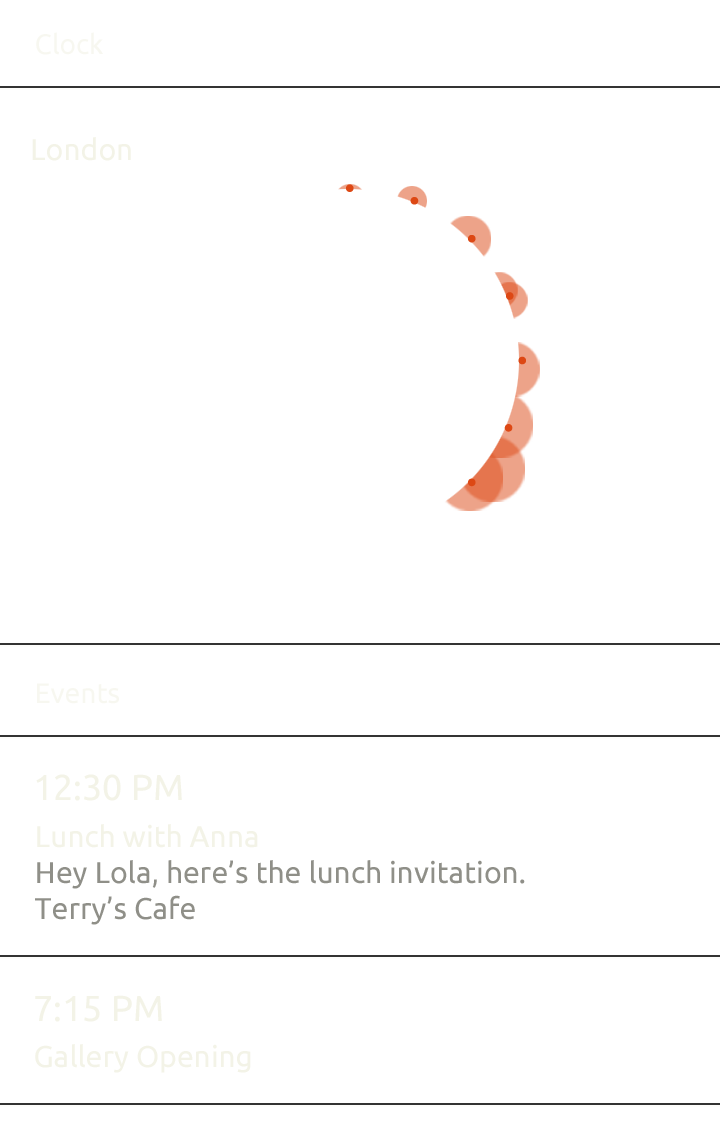 Clock
London
Events
12:30 PM
Lunch with Anna
Hey Lola, here’s the lunch invitation.
Terry’s Cafe
7:15 PM
Gallery Opening